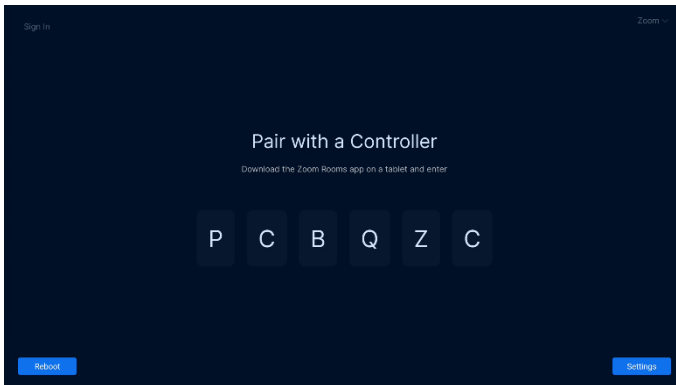 Sign In
Zoom
Pair with a Controller
Download the Zoom Rooms app on a tablet and enter
P C B Q Z C
Reboot
Settings